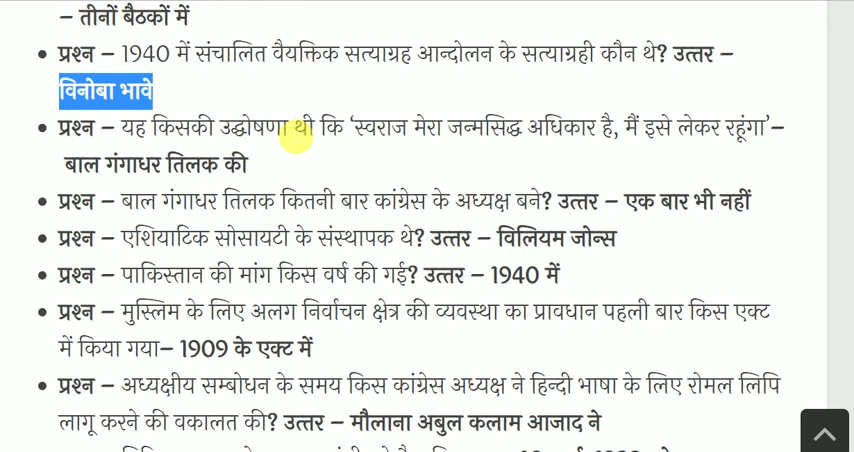 – तीनों बैठकों में
प्रश्न – 1940 में संचालित वैयक्तिक सत्याग्रह आन्दोलन के सत्याग्रही कौन थे? उत्तर –
विनोबा भावे
प्रश्न – यह किसकी उद्घोषणा थी कि ‘स्वराज मेरा जन्मसिद्ध अधिकार है, मैं इसे लेकर रहूंगा’–
बाल गंगाधर तिलक की
प्रश्न – बाल गंगाधर तिलक कितनी बार कांग्रेस के अध्यक्ष बने? उत्तर – एक बार भी नहीं
प्रश्न – एशियाटिक सोसायटी के संस्थापक थे? उत्तर – विलियम जोन्स
प्रश्न – पाकिस्तान की मांग किस वर्ष की गई? उत्तर – 1940 में
प्रश्न – मुस्लिम के लिए अलग निर्वाचन क्षेत्र की व्यवस्था का प्रावधान पहली बार किस एक्ट
में किया गया– 1909 के एक्ट में
प्रश्न – अध्यक्षीय सम्बोधन के समय किस कांग्रेस अध्यक्ष ने हिन्दी भाषा के लिए रोमल लिपि
लागू करने की वकालत की? उत्तर – मौलाना अबुल कलाम आजाद ने